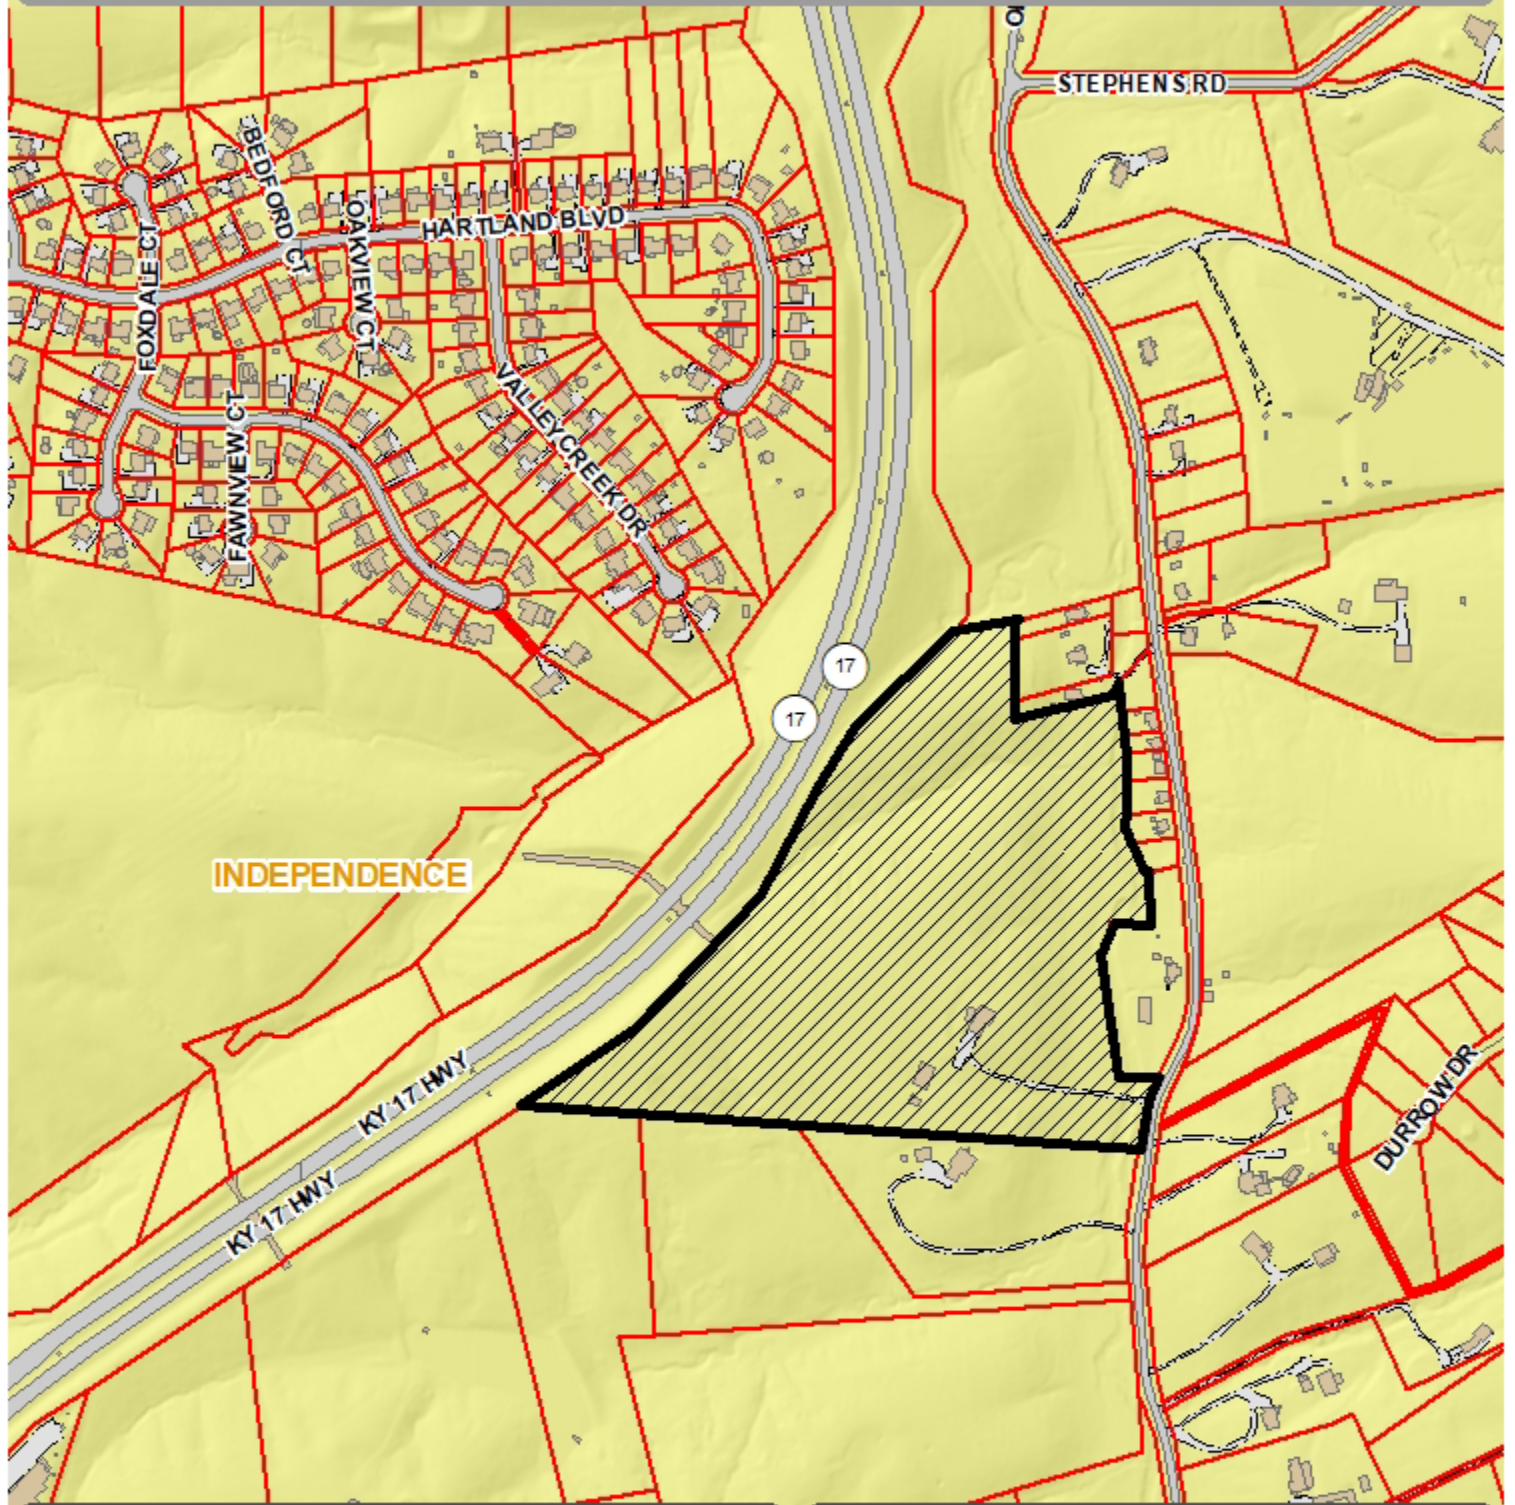 STEPHENS RD
BEDFORD CT
OAKVIEW CT
HARTLAND BLVD
FOXDALE CT
VALLEYCREEK DR
FAWNVIEW CT
17
17
INDEPENDENCE
KY 17 HWY
DURROW DR
KY 17 HWY